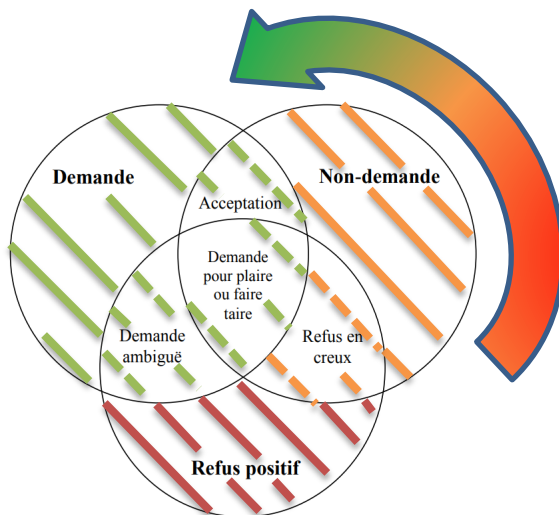 Demande
Non-demande
Acceptation
Demande
pour plaire
ou faire
taire
Demande
ambiguë
Refus en
creux
Refus positif